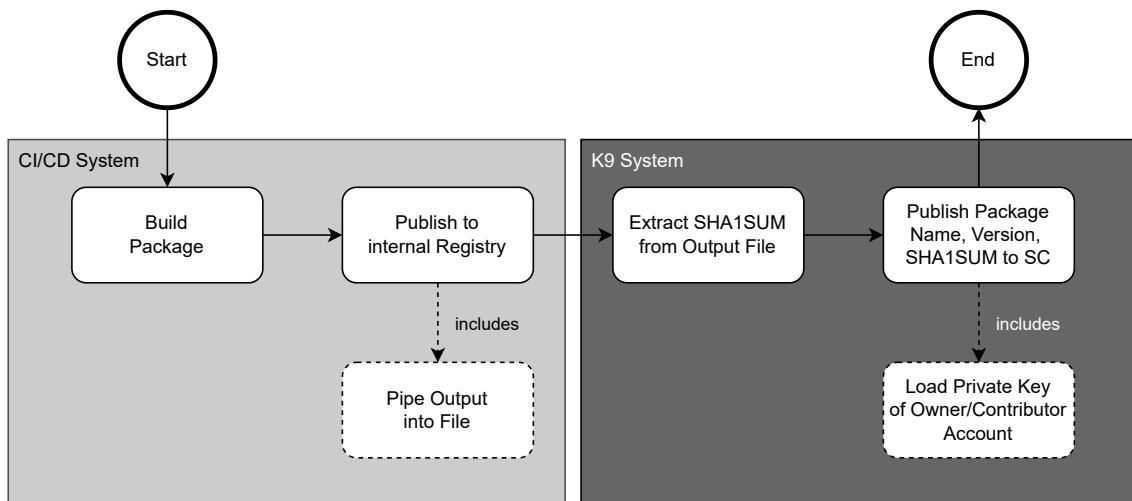 Start
End
CI/CD System
Build
Package
Publish to
internal Registry
includes
Pipe Output
into File
K9 System
Extract SHA1SUM
from Output File
Publish Package
Name, Version,
SHA1SUM to SC
includes
Load Private Key
of Owner/Contributor
Account